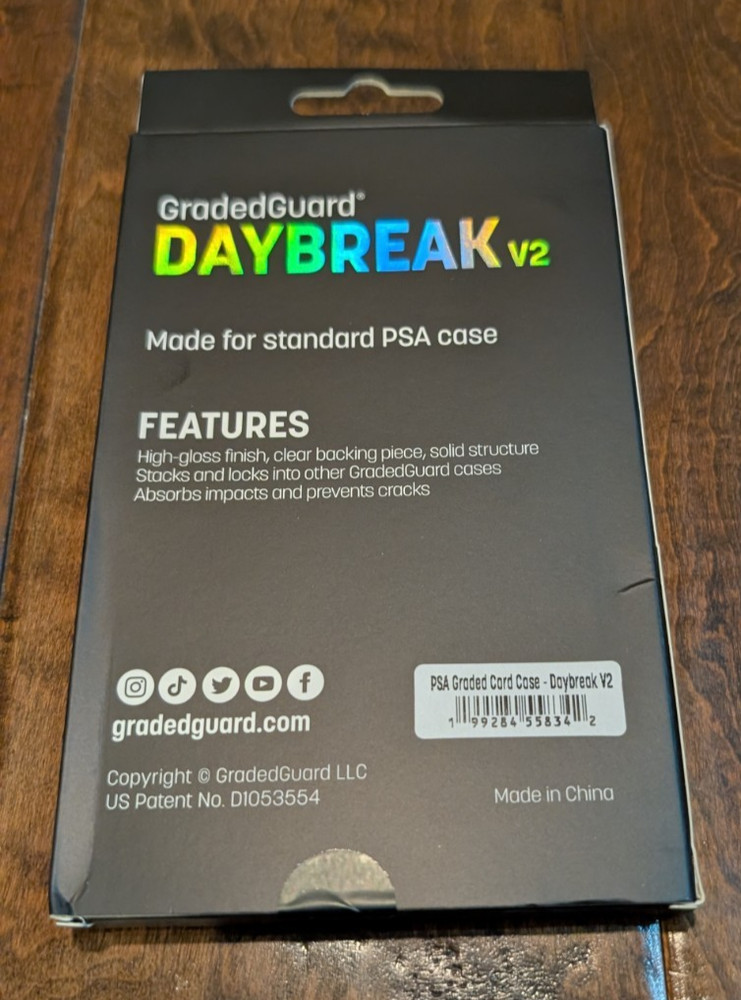 GradedGuard®
DAYBREAK V2
Made for standard PSA case
FEATURES
High-gloss finish, clear backing piece, solid structure
Stacks and locks into other GradedGuard cases
Absorbs impacts and prevents cracks
gradedguard.com
PSA Graded Card Case - Daybreak V2
1 99284 55834 2
Copyright © GradedGuard LLC
US Patent No. D1053554
Made in China